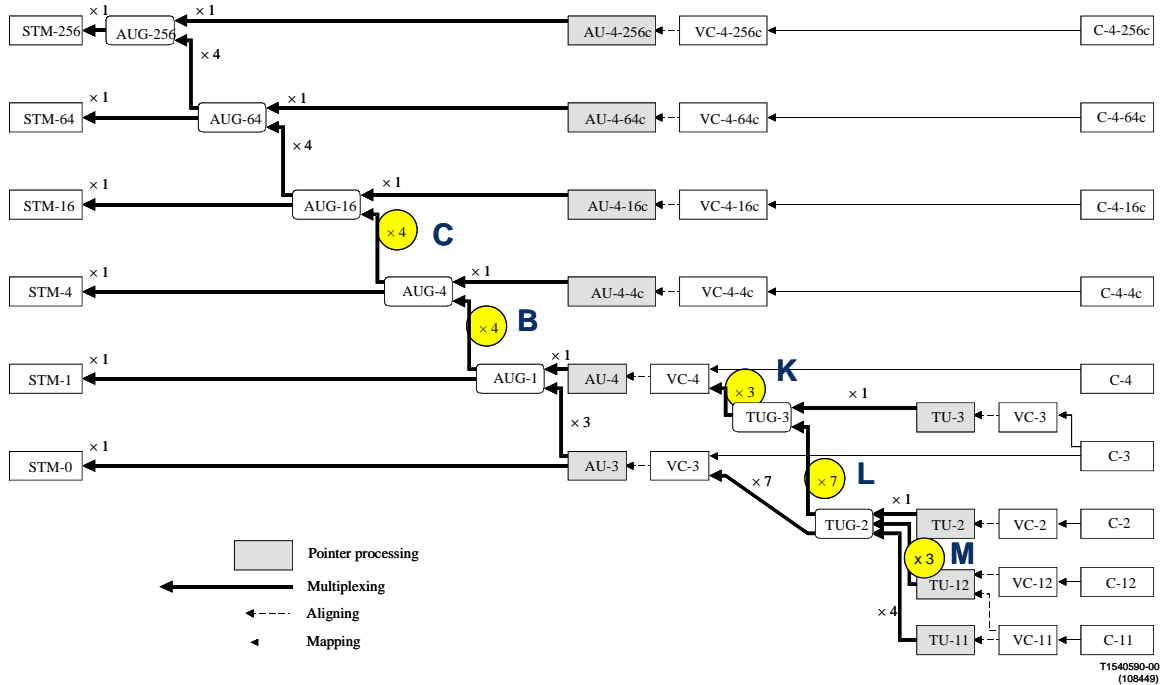 × 1
× 1
STM-256
AUG-256
AU-4-256c
VC-4-256c
C-4-256c
× 4
× 1
× 1
STM-64
AUG-64
AU-4-64c
VC-4-64c
C-4-64c
× 4
× 1
× 1
STM-16
AUG-16
AU-4-16c
VC-4-16c
C-4-16c
× 4
C
× 1
× 1
STM-4
AUG-4
AU-4-4c
VC-4-4c
C-4-4c
× 4
B
× 1
× 1
STM-1
AUG-1
AU-4
VC-4
K
C-4
× 3
× 1
TUG-3
TU-3
VC-3
× 3
× 1
STM-0
AU-3
VC-3
C-3
× 7
× 7
L
× 1
TUG-2
TU-2
VC-2
C-2
x 3
M
Pointer processing
TU-12
VC-12
C-12
Multiplexing
× 4
Aligning
Mapping
TU-11
VC-11
C-11
T1540590-00
(108449)